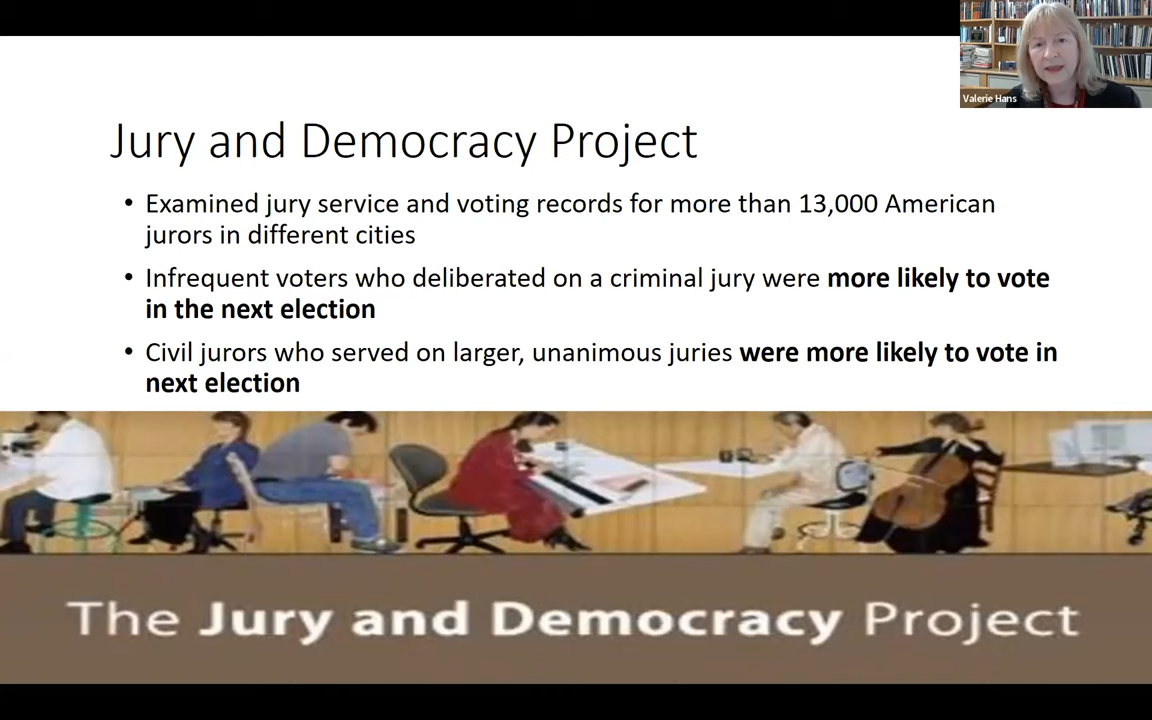 Valerie Hans
Jury and Democracy Project
• Examined jury service and voting records for more than 13,000 American
jurors in different cities
• Infrequent voters who deliberated on a criminal jury were more likely to vote
in the next election
• Civil jurors who served on larger, unanimous juries were more likely to vote in
next election
The Jury and Democracy Project